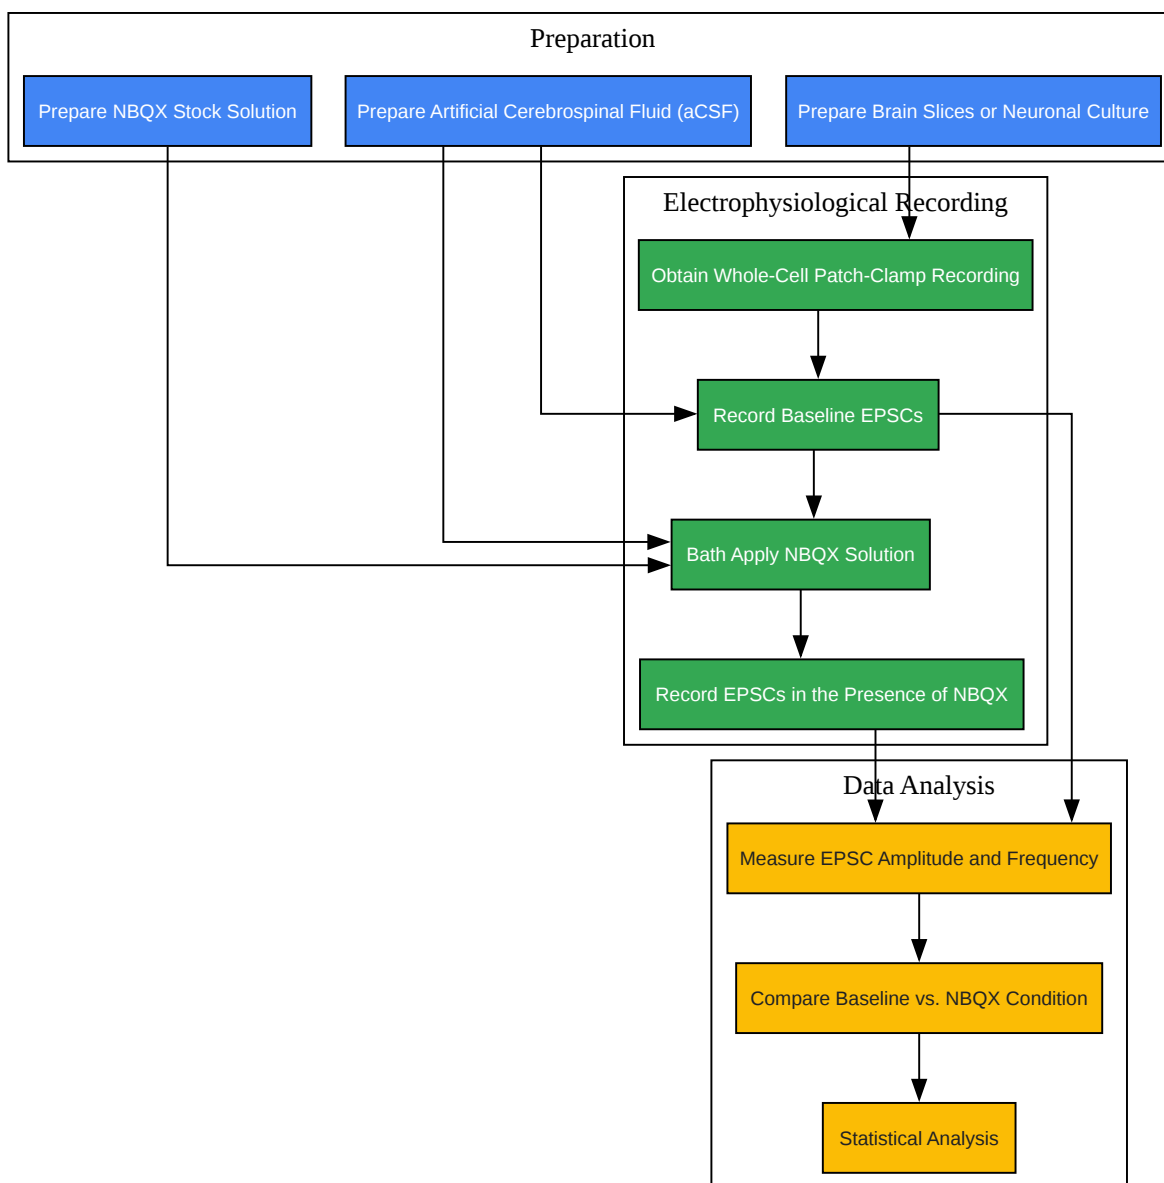 Preparation
Prepare NBQX Stock Solution
Prepare Artificial Cerebrospinal Fluid (aCSF)
Prepare Brain Slices or Neuronal Culture
Electrophysiological Recording
Obtain Whole-Cell Patch-Clamp Recording
Record Baseline EPSCs
Bath Apply NBQX Solution
Record EPSCs in the Presence of NBQX
Data Analysis
Measure EPSC Amplitude and Frequency
Compare Baseline vs. NBQX Condition
Statistical Analysis